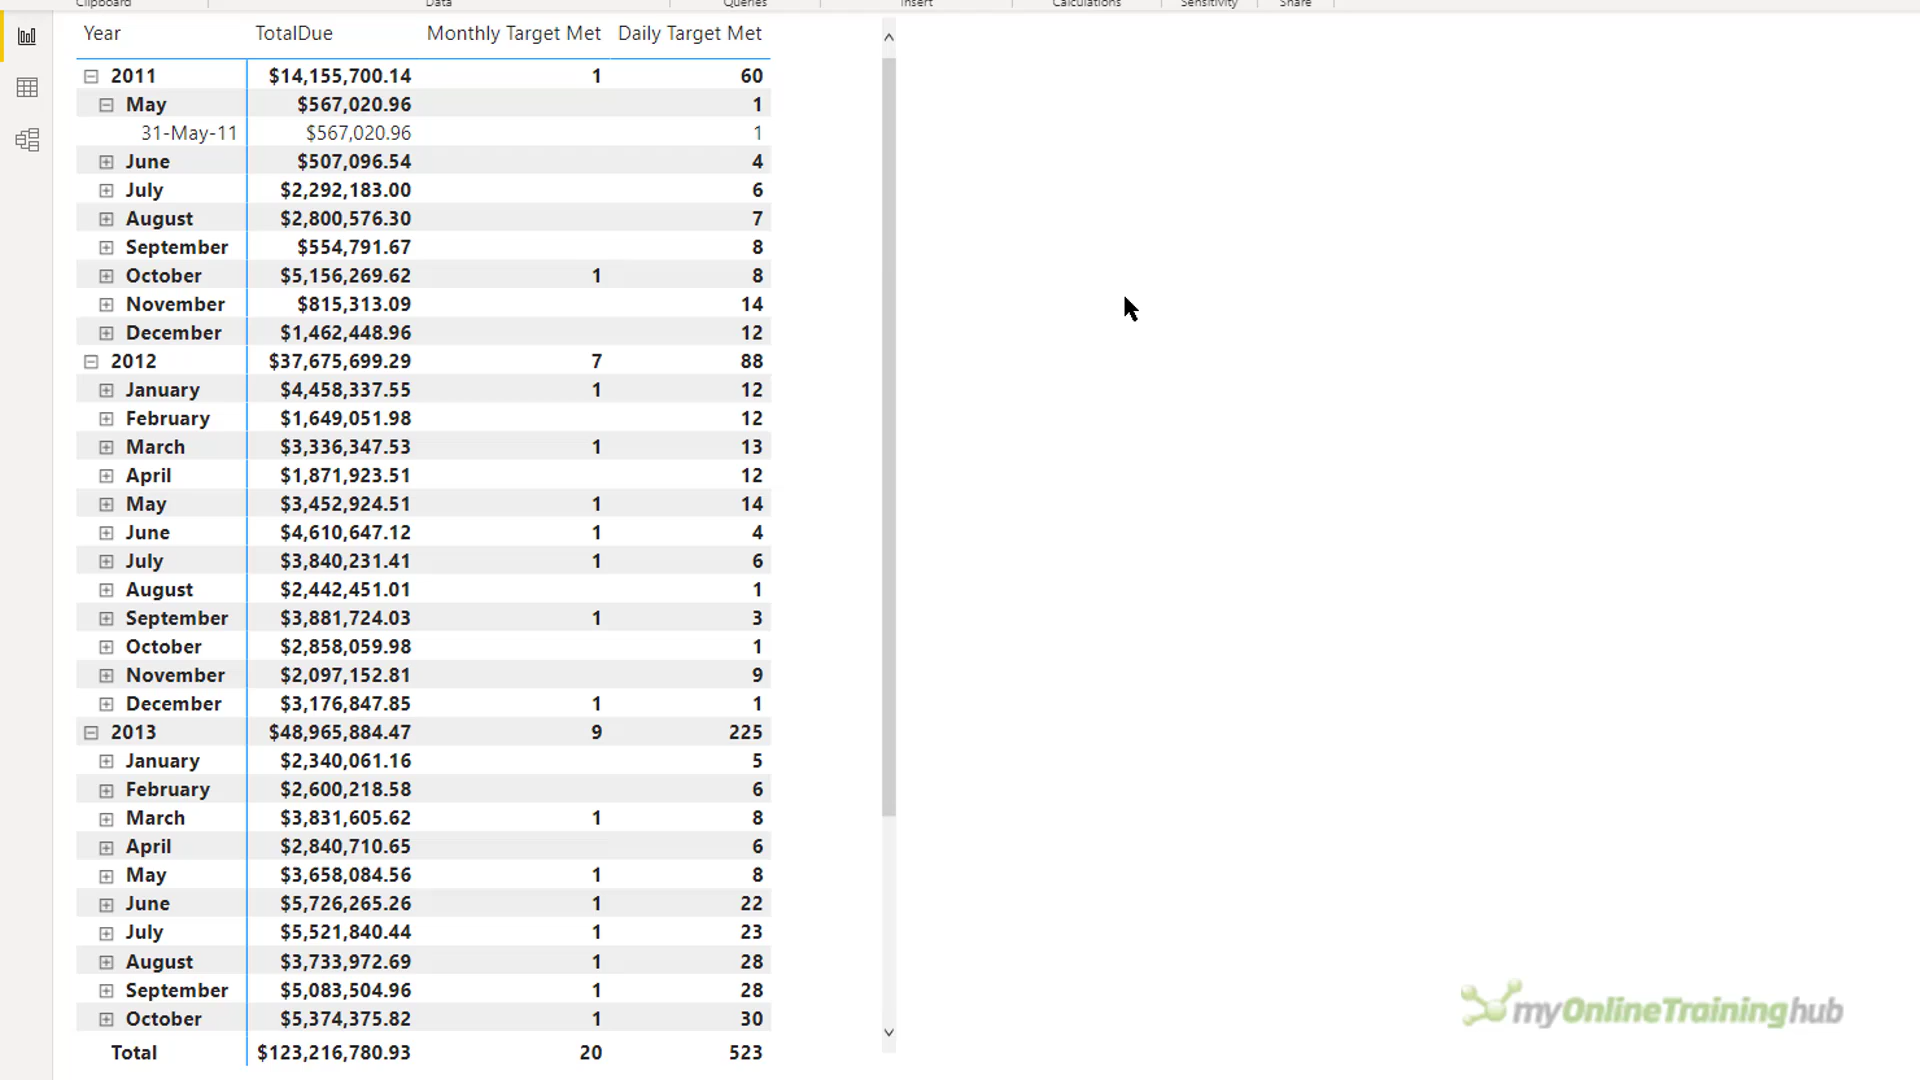 Clipboard Data Queries Insert Calculations Sensitivity Share
Year TotalDue Monthly Target Met Daily Target Met
2011 $14,155,700.14 1 60
May $567,020.96 1
31-May-11 $567,020.96 1
June $507,096.54 4
July $2,292,183.00 6
August $2,800,576.30 7
September $554,791.67 8
October $5,156,269.62 1 8
November $815,313.09 14
December $1,462,448.96 12
2012 $37,675,699.29 7 88
January $4,458,337.55 1 12
February $1,649,051.98 12
March $3,336,347.53 1 13
April $1,871,923.51 12
May $3,452,924.51 1 14
June $4,610,647.12 1 4
July $3,840,231.41 1 6
August $2,442,451.01 1
September $3,881,724.03 1 3
October $2,858,059.98 1
November $2,097,152.81 9
December $3,176,847.85 1 1
2013 $48,965,884.47 9 225
January $2,340,061.16 5
February $2,600,218.58 6
March $3,831,605.62 1 8
April $2,840,710.65 6
May $3,658,084.56 1 8
June $5,726,265.26 1 22
July $5,521,840.44 1 23
August $3,733,972.69 1 28
September $5,083,504.96 1 28
October $5,374,375.82 1 30
Total $123,216,780.93 20 523
myOnlineTraininghub